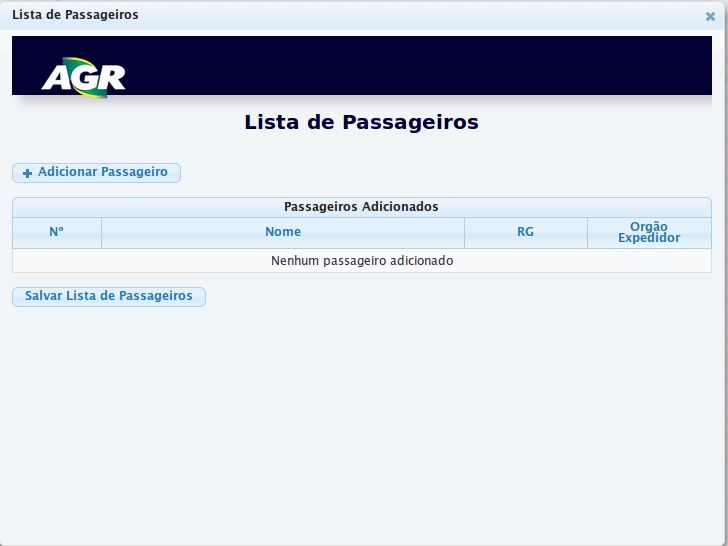 Lista de Passageiros
AGR
Lista de Passageiros
Adicionar Passageiro
Passageiros Adicionados
Nº Nome RG Orgão
Expedidor
Nenhum passageiro adicionado
Salvar Lista de Passageiros